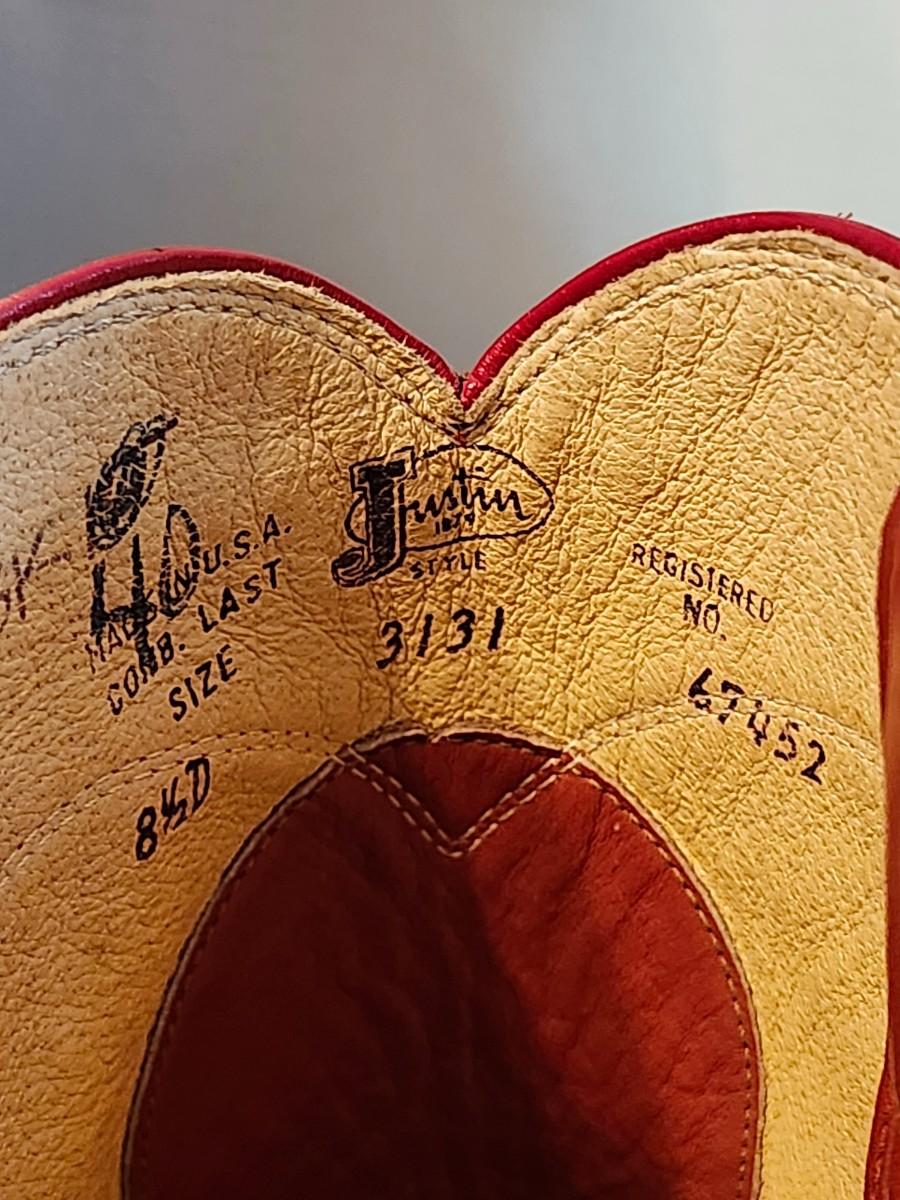 40
MADE IN U.S.A.
COMB. LAST
SIZE
8½D
Justin
1879
STYLE
3131
REGISTERED
NO.
67452